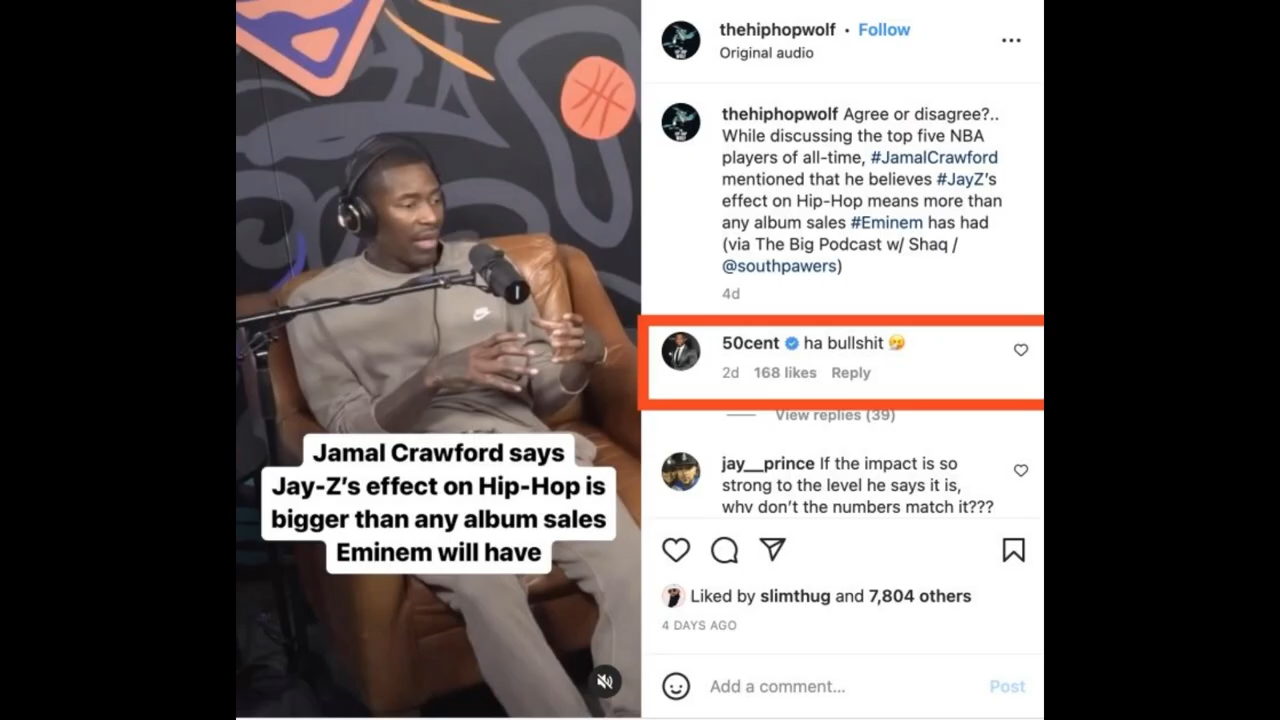 Jamal Crawford says
Jay-Z’s effect on Hip-Hop is
bigger than any album sales
Eminem will have
thehiphopwolf • Follow
Original audio
thehiphopwolf Agree or disagree?..
While discussing the top five NBA
players of all-time, #JamalCrawford
mentioned that he believes #JayZ’s
effect on Hip-Hop means more than
any album sales #Eminem has had
(via The Big Podcast w/ Shaq /
@southpawers)
4d
50cent ha bullshit 🤧
2d 168 likes Reply
View replies (39)
jay__prince If the impact is so
strong to the level he says it is,
why don’t the numbers match it???
Liked by slimthug and 7,804 others
4 DAYS AGO
Add a comment... Post